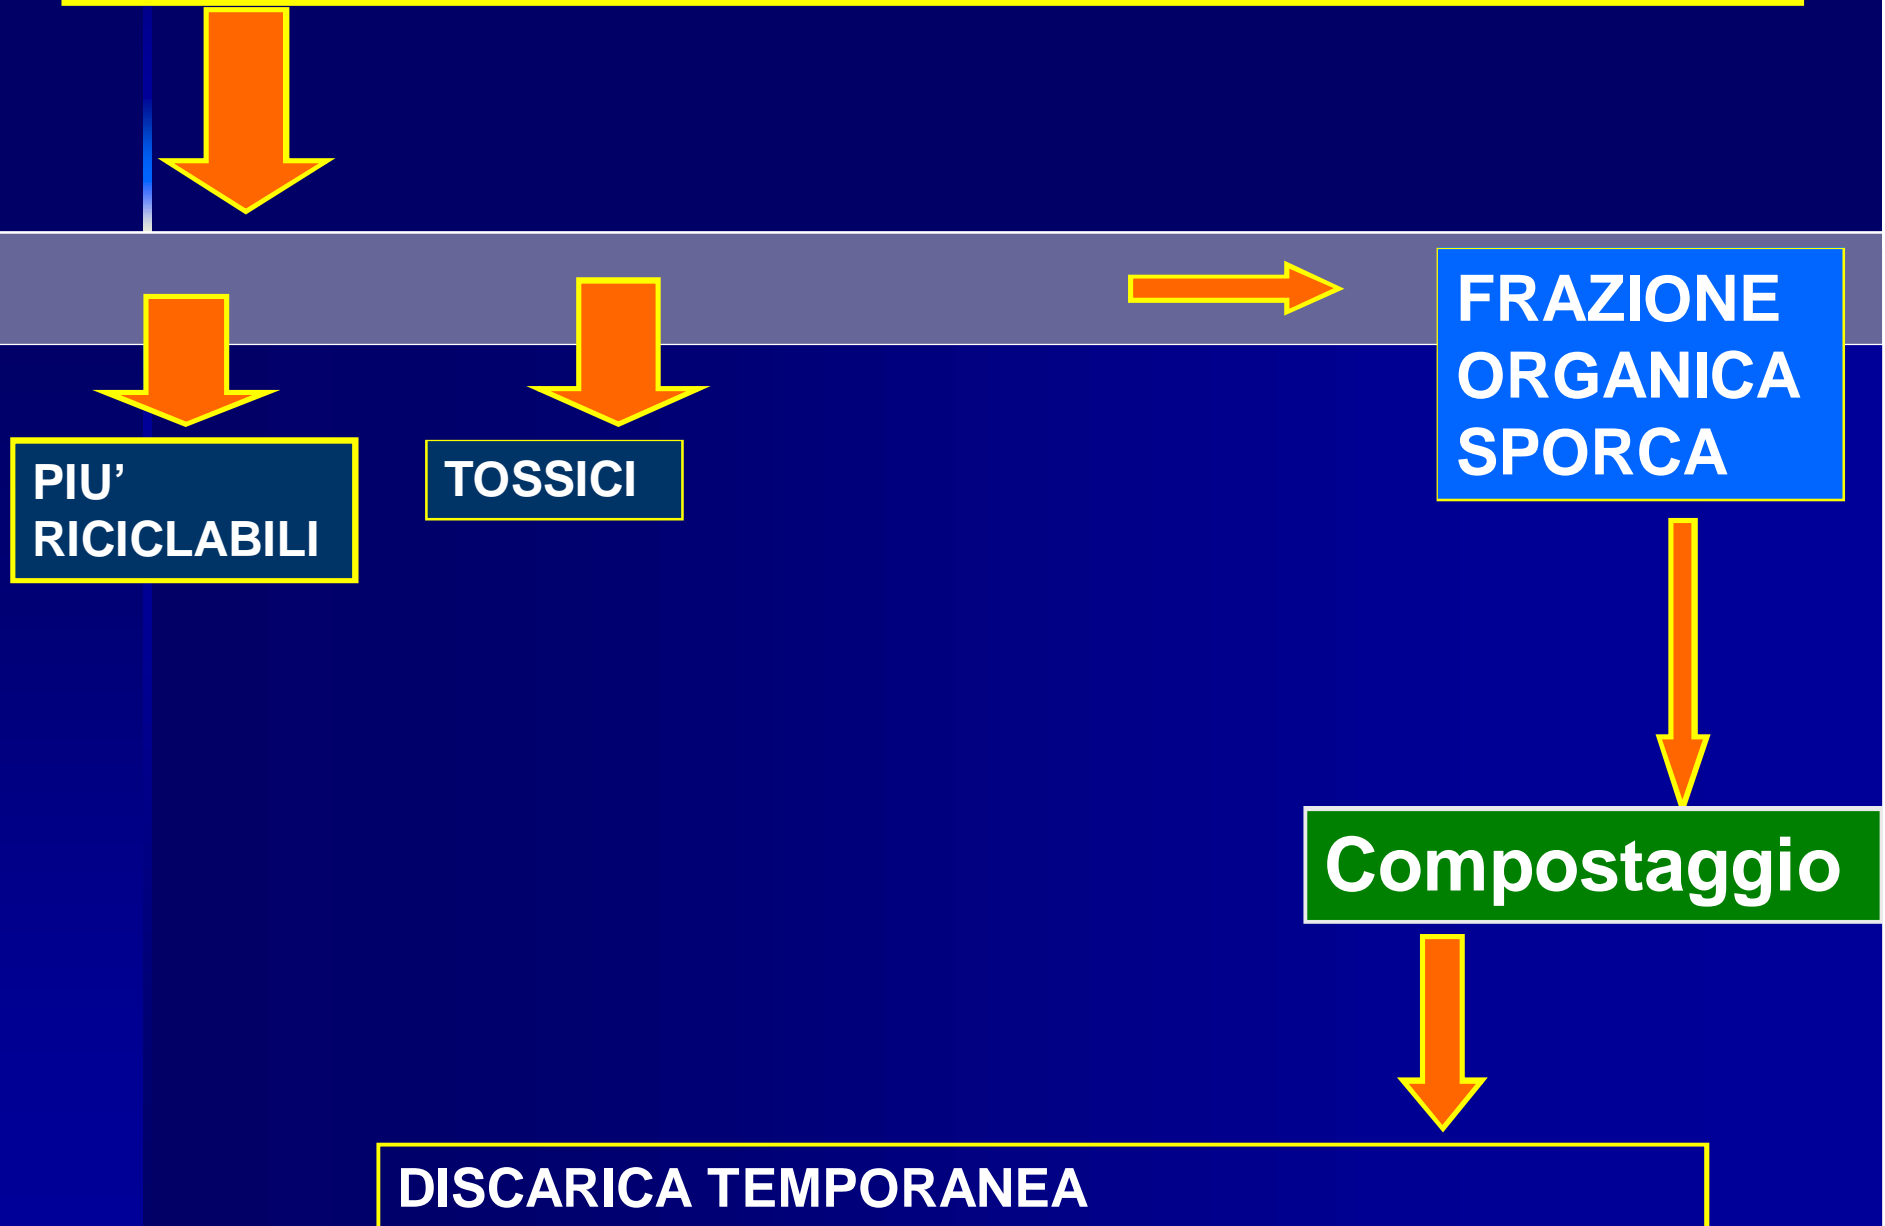 FRAZIONE
ORGANICA
SPORCA
PIU’
RICICLABILI
TOSSICI
Compostaggio
DISCARICA TEMPORANEA